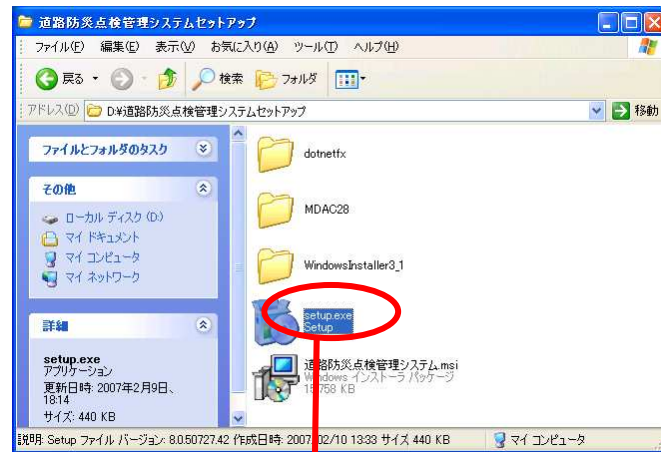 道路防災点検管理システムセットアップ
ファイル(F) 編集(E) 表示(V) お気に入り(A) ツール(T) ヘルプ(H)
戻る 検索 フォルダ
アドレス(D) D:¥道路防災点検管理システムセットアップ 移動
ファイルとフォルダのタスク
その他
ローカル ディスク (D:)
マイ ドキュメント
マイ コンピュータ
マイ ネットワーク
詳細
setup.exe
アプリケーション
更新日時: 2007年2月9日、
18:14
サイズ: 440 KB
dotnetfx
MDAC28
WindowsInstaller3_1
setup.exe
Setup
道路防災点検管理システム.msi
Windows インストーラ パッケージ
KB
説明: Setup ファイル バージョン: 8.0.50727.42 作成日時: 2007/02/10 13:33 サイズ: 440 KB マイ コンピュータ